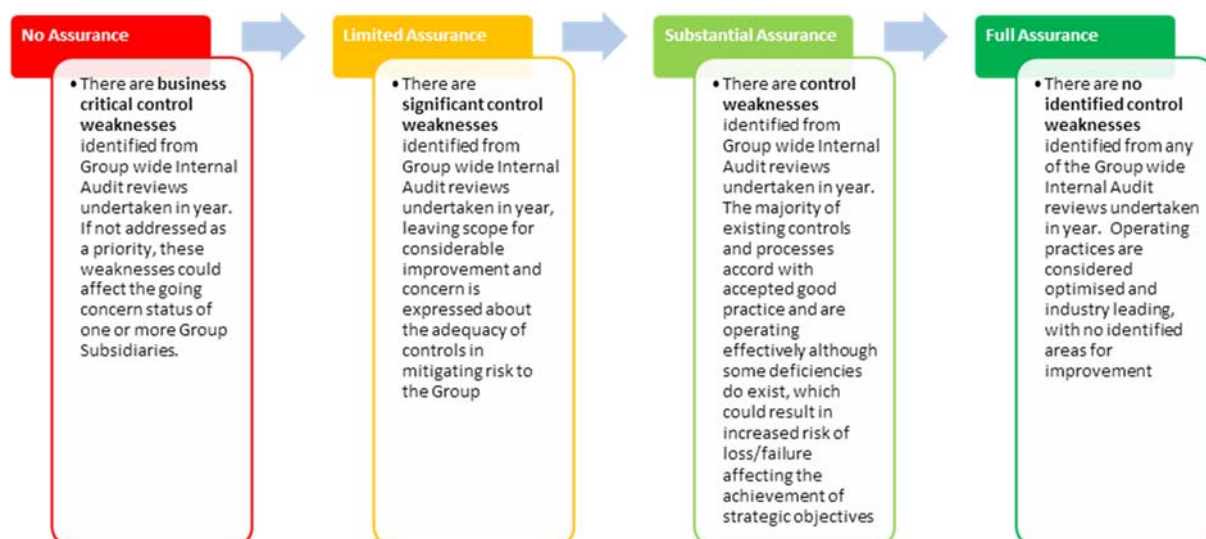 No Assurance
• There are business
critical control
weaknesses
identified from
Group wide Internal
Audit reviews
undertaken in year.
If not addressed as
a priority, these
weaknesses could
affect the going
concern status of
one or more Group
Subsidiaries.
Limited Assurance
• There are
significant control
weaknesses
identified from
Group wide Internal
Audit reviews
undertaken in year,
leaving scope for
considerable
improvement and
concern is
expressed about
the adequacy of
controls in
mitigating risk to
the Group
Substantial Assurance
• There are control
weaknesses
identified from
Group wide Internal
Audit reviews
undertaken in year.
The majority of
existing controls
and processes
accord with
accepted good
practice and are
operating
effectively although
some deficiencies
do exist, which
could result in
increased risk of
loss/failure
affecting the
achievement of
strategic objectives
Full Assurance
• There are no
identified control
weaknesses
identified from any
of the Group wide
Internal Audit
reviews undertaken
in year. Operating
practices are
considered
optimised and
industry leading,
with no identified
areas for
improvement